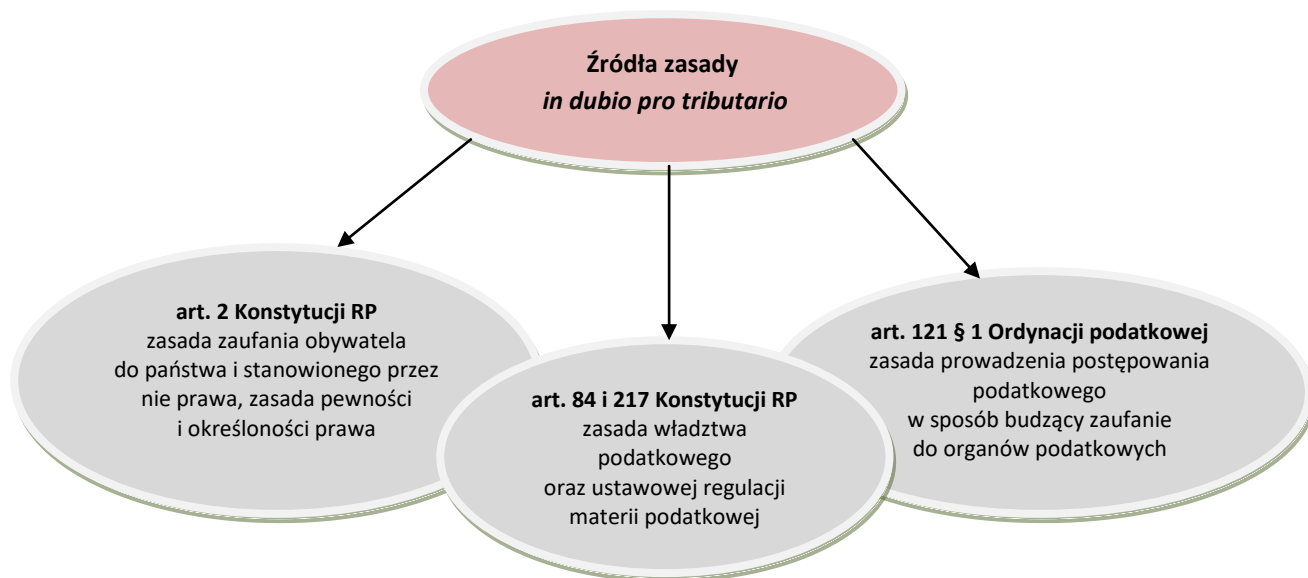 Źródła zasady
in dubio pro tributario
art. 2 Konstytucji RP
zasada zaufania obywatela
do państwa i stanowionego przez
nie prawa, zasada pewności
i określoności prawa
art. 84 i 217 Konstytucji RP
zasada władztwa
podatkowego
oraz ustawowej regulacji
materii podatkowej
art. 121 § 1 Ordynacji podatkowej
zasada prowadzenia postępowania
podatkowego
w sposób budzący zaufanie
do organów podatkowych